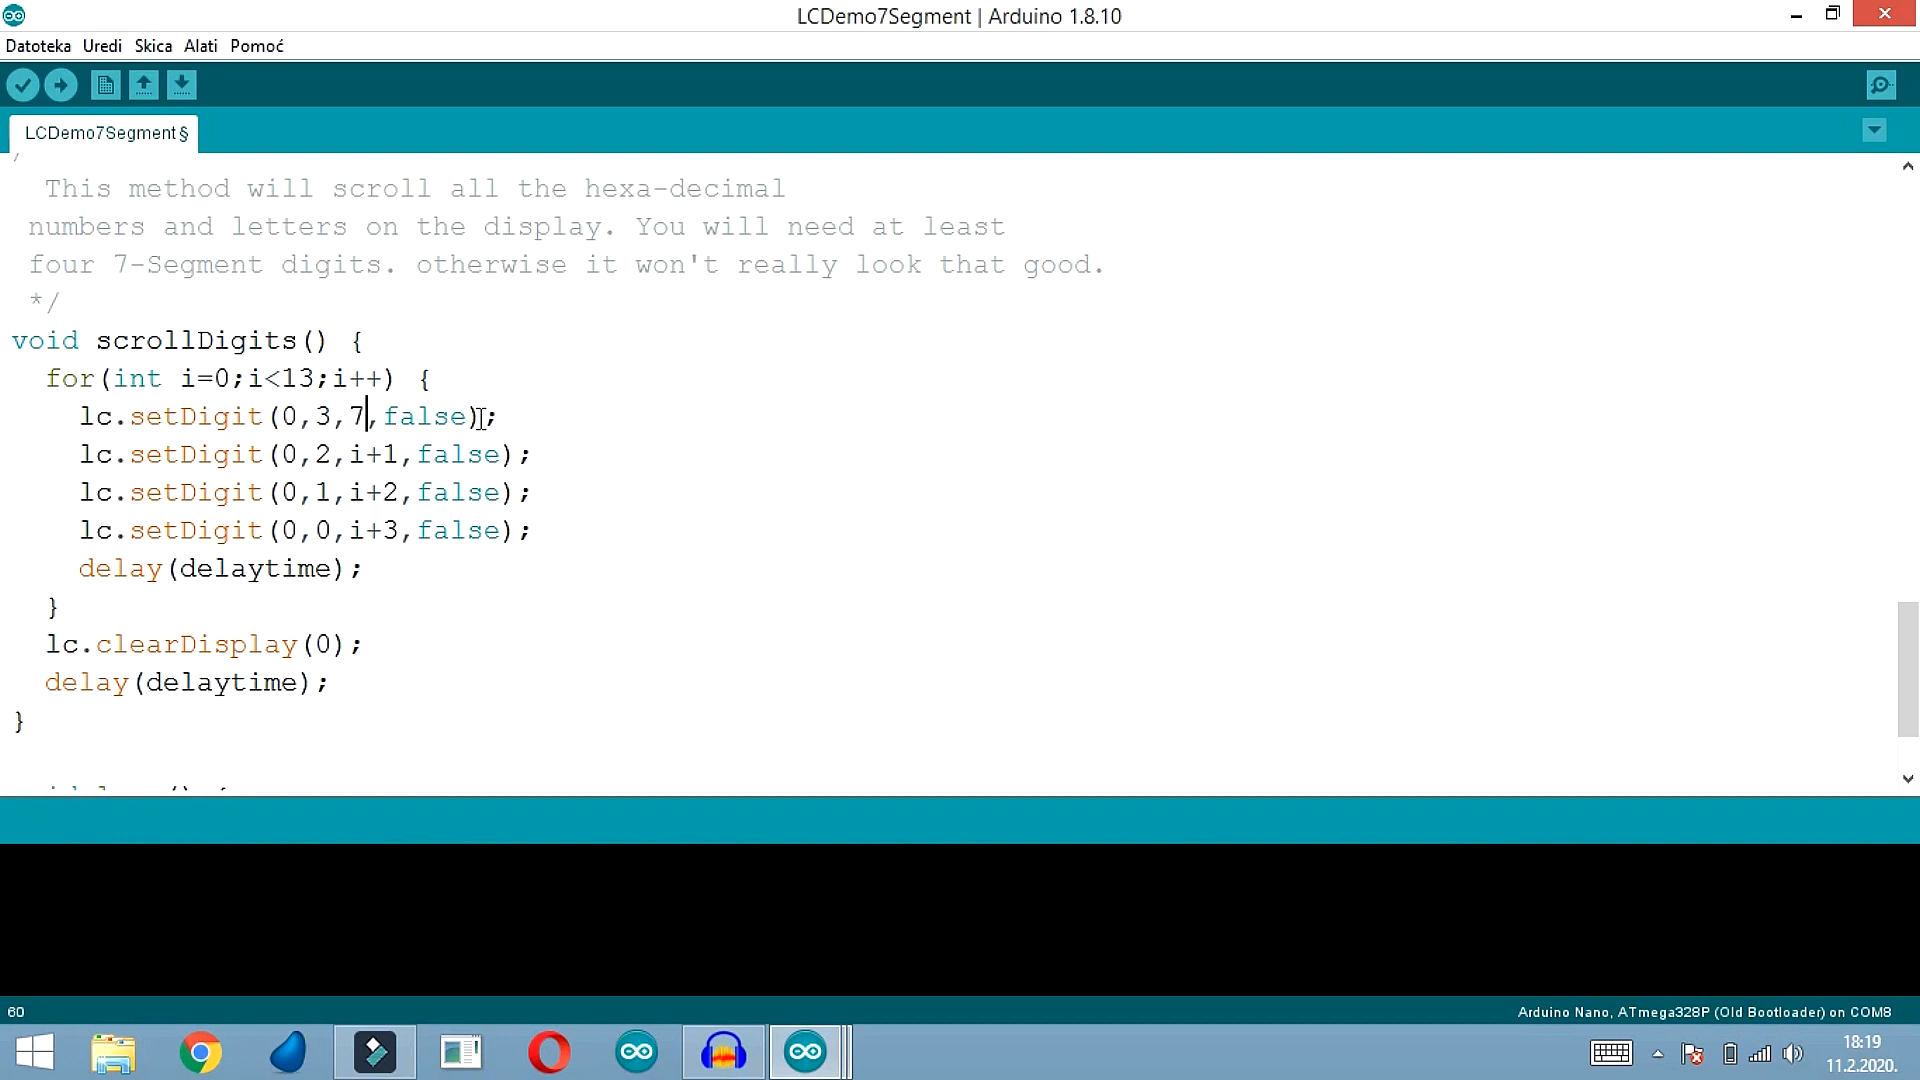 LCDemo7Segment | Arduino 1.8.10
Datoteka Uredi Skica Alati Pomoć
LCDemo7Segment §
/
This method will scroll all the hexa-decimal
numbers and letters on the display. You will need at least
four 7-Segment digits. otherwise it won't really look that good.
*/
void scrollDigits() {
for(int i=0;i<13;i++) {
lc.setDigit(0,3,7,false);
lc.setDigit(0,2,i+1,false);
lc.setDigit(0,1,i+2,false);
lc.setDigit(0,0,i+3,false);
delay(delaytime);
}
lc.clearDisplay(0);
delay(delaytime);
}
60
Arduino Nano, ATmega328P (Old Bootloader) on COM8
18:19
11.2.2020.